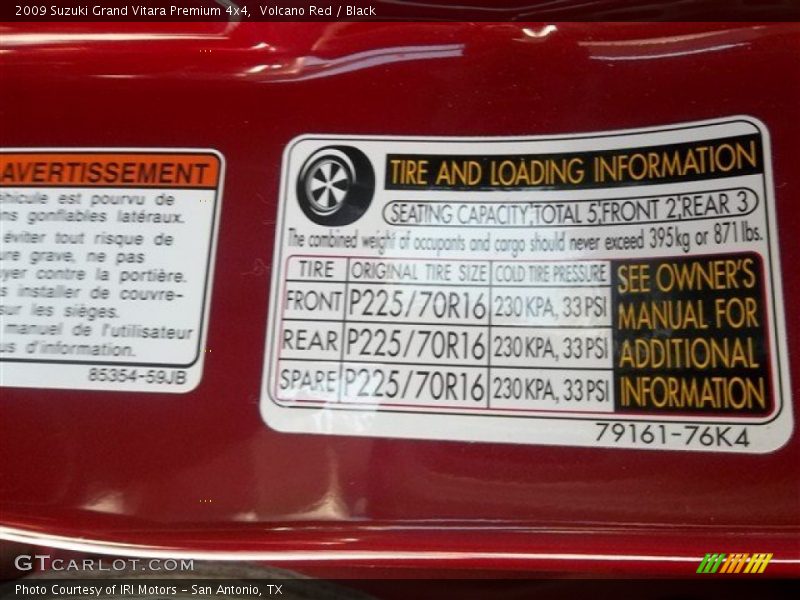 2009 Suzuki Grand Vitara Premium 4x4, Volcano Red / Black
AVERTISSEMENT
est pourvu de
gonflables latéraux.
éviter tout risque de
grave, ne pas
contre la portière.
installer de couvre-
les sièges.
manuel de l'utilisateur
d'information.
85354-59JB
TIRE AND LOADING INFORMATION
SEATING CAPACITY TOTAL 5 FRONT 2 REAR 3
The combined weight of occupants and cargo should never exceed 395kg or 871 lbs.
TIRE ORIGINAL TIRE SIZE COLD TIRE PRESSURE
FRONT P225/70R16 230 KPA, 33 PSI
REAR P225/70R16 230 KPA, 33 PSI
SPARE P225/70R16 230 KPA, 33 PSI
SEE OWNER'S
MANUAL FOR
ADDITIONAL
INFORMATION
79161-76K4
GTCARLOT.COM
Photo Courtesy of IRI Motors - San Antonio, TX